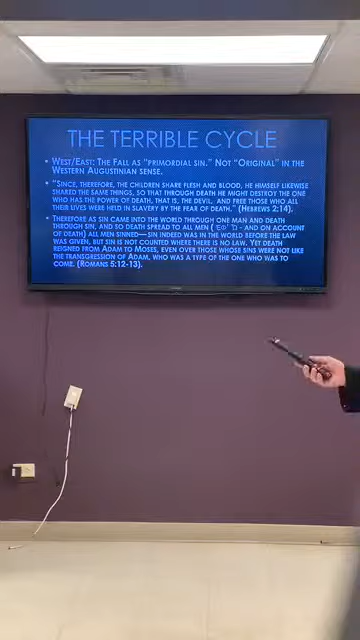 THE TERRIBLE CYCLE
• WEST/EAST: THE FALL AS "PRIMORDIAL SIN." NOT "ORIGINAL" IN THE
WESTERN AUGUSTINIAN SENSE.
• "SINCE, THEREFORE, THE CHILDREN SHARE FLESH AND BLOOD, HE HIMSELF LIKEWISE
SHARED THE SAME THINGS, SO THAT THROUGH DEATH HE MIGHT DESTROY THE ONE
WHO HAS THE POWER OF DEATH, THAT IS, THE DEVIL, AND FREE THOSE WHO ALL
THEIR LIVES WERE HELD IN SLAVERY BY THE FEAR OF DEATH." (HEBREWS 2:14).
• THEREFORE AS SIN CAME INTO THE WORLD THROUGH ONE MAN AND DEATH
THROUGH SIN, AND SO DEATH SPREAD TO ALL MEN ( - AND ON ACCOUNT
OF DEATH) ALL MEN SINNED—SIN INDEED WAS IN THE WORLD BEFORE THE LAW
WAS GIVEN, BUT SIN IS NOT COUNTED WHERE THERE IS NO LAW. YET DEATH
REIGNED FROM ADAM TO MOSES, EVEN OVER THOSE WHOSE SINS WERE NOT LIKE
THE TRANSGRESSION OF ADAM, WHO WAS A TYPE OF THE ONE WHO WAS TO
COME. (ROMANS 5:12-13).